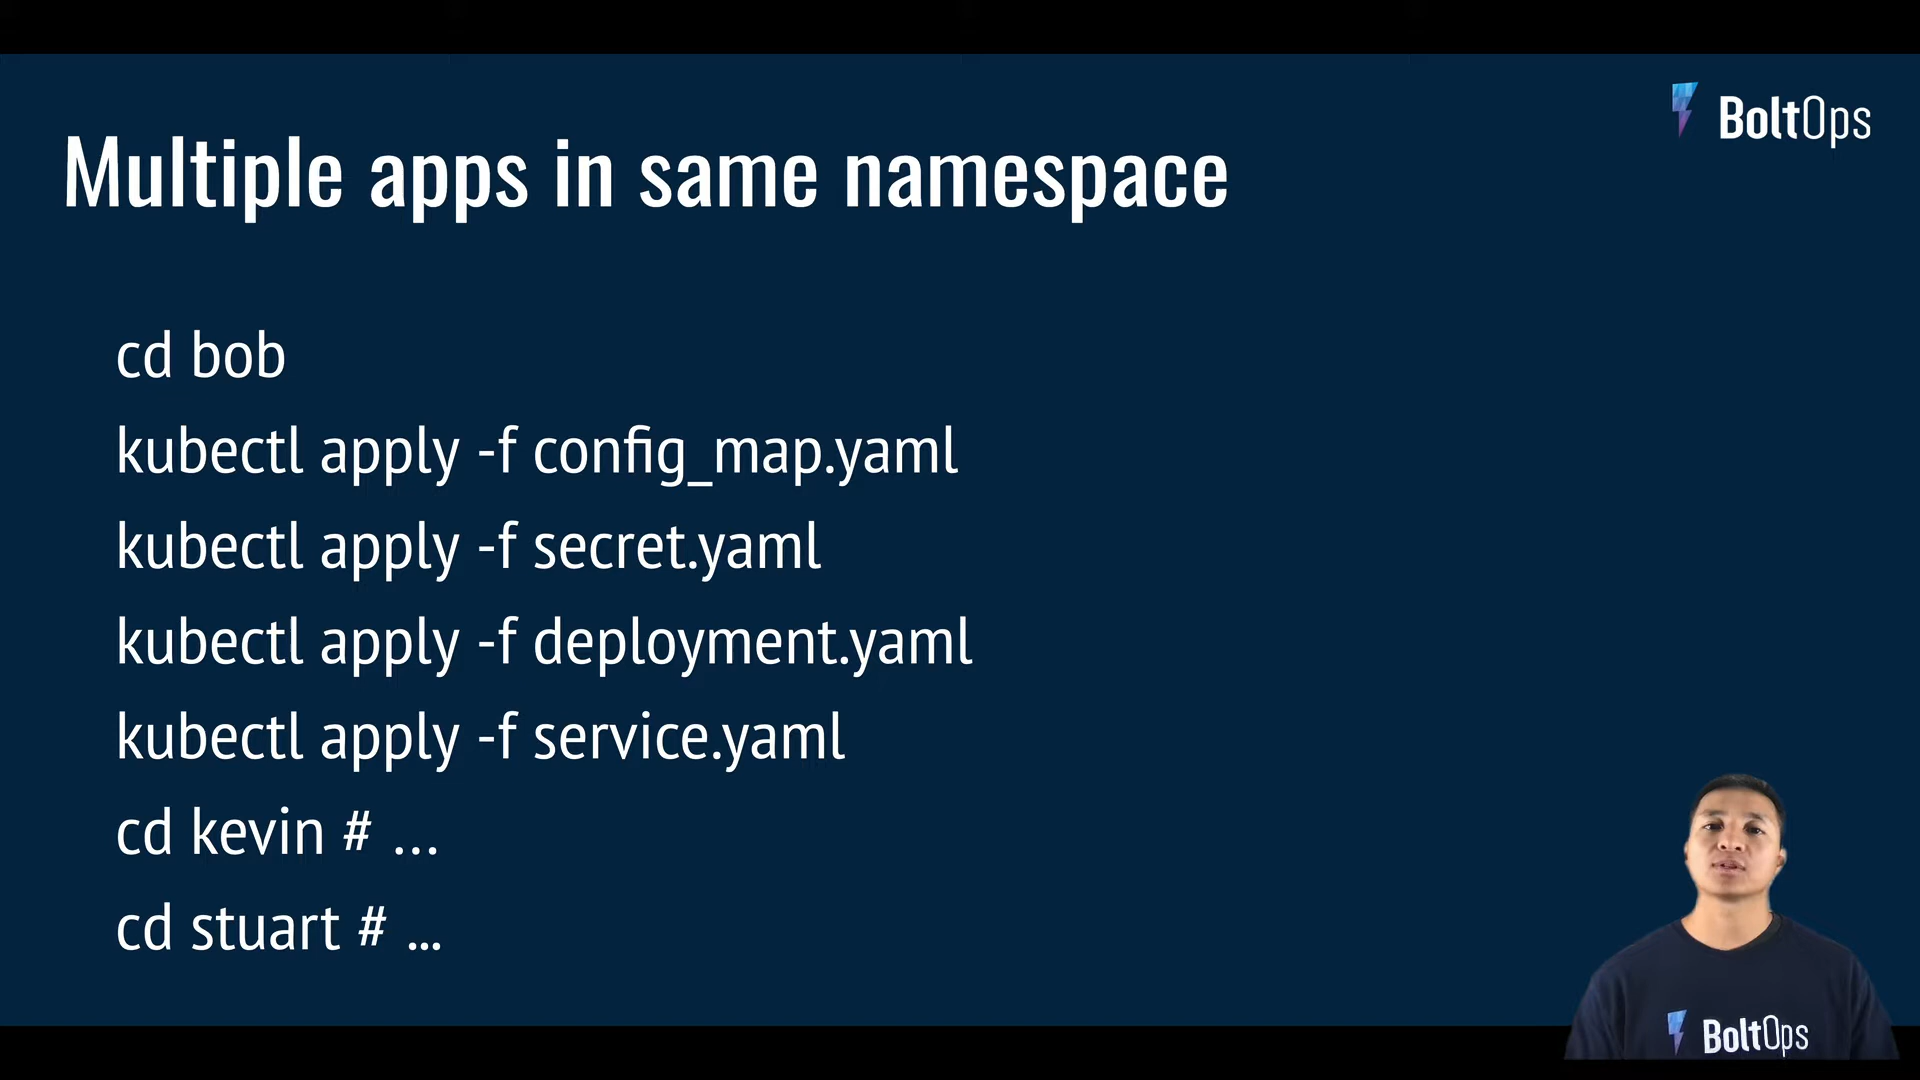 BoltOps
Multiple apps in same namespace
cd bob
kubectl apply -f config_map.yaml
kubectl apply -f secret.yaml
kubectl apply -f deployment.yaml
kubectl apply -f service.yaml
cd kevin # ...
cd stuart # ...
BoltOps